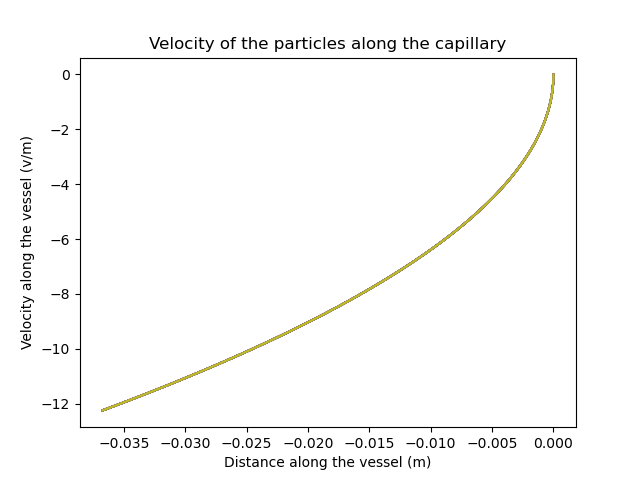 Velocity of the particles along the capillary
Velocity along the vessel (v/m)
0
−2
−4
−6
−8
−10
−12
−0.035 −0.030 −0.025 −0.020 −0.015 −0.010 −0.005 0.000
Distance along the vessel (m)